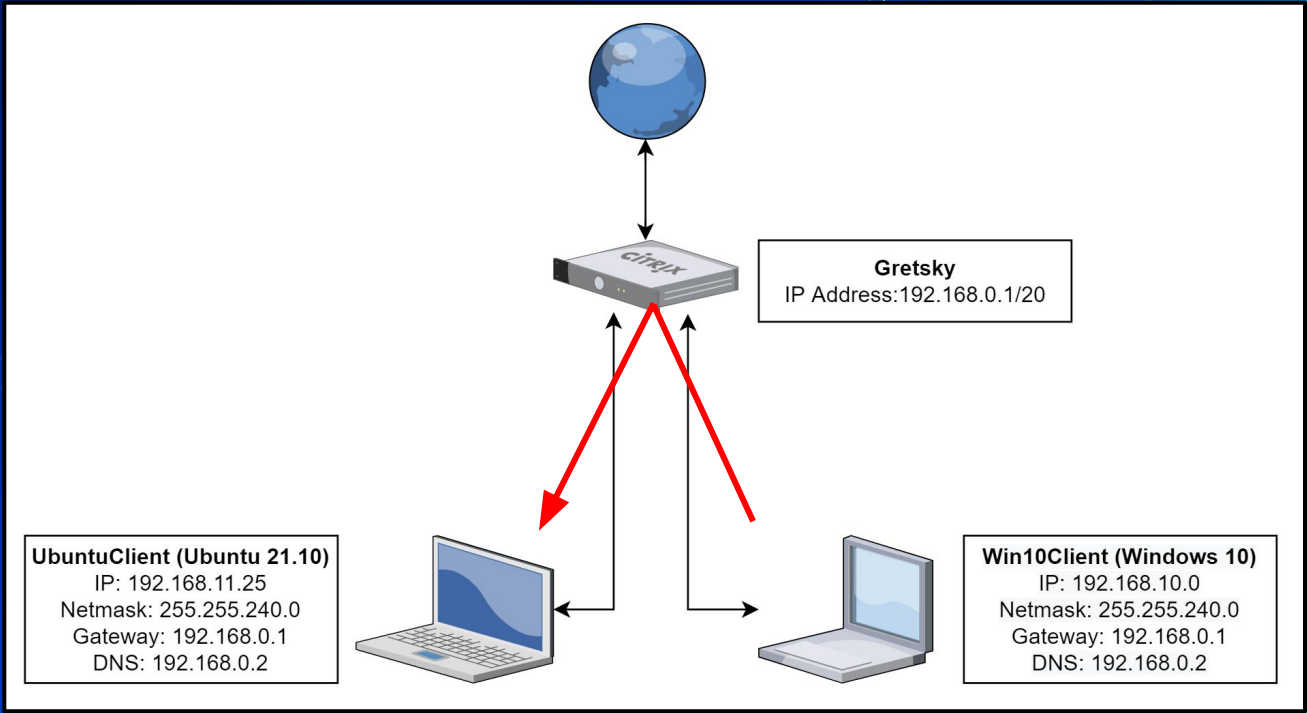 CITRIX
Gretsky
IP Address:192.168.0.1/20
UbuntuClient (Ubuntu 21.10)
IP: 192.168.11.25
Netmask: 255.255.240.0
Gateway: 192.168.0.1
DNS: 192.168.0.2
Win10Client (Windows 10)
IP: 192.168.10.0
Netmask: 255.255.240.0
Gateway: 192.168.0.1
DNS: 192.168.0.2